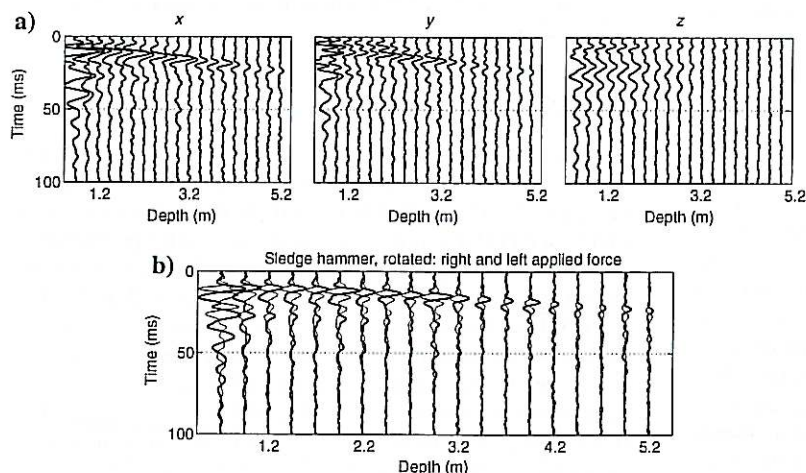 a)
x
y
z
0
50
100
Time (ms)
1.2 3.2 5.2
1.2 3.2 5.2
1.2 3.2 5.2
Depth (m)
Depth (m)
Depth (m)
b)
Sledge hammer, rotated: right and left applied force
0
50
100
Time (ms)
1.2 2.2 3.2 4.2 5.2
Depth (m)